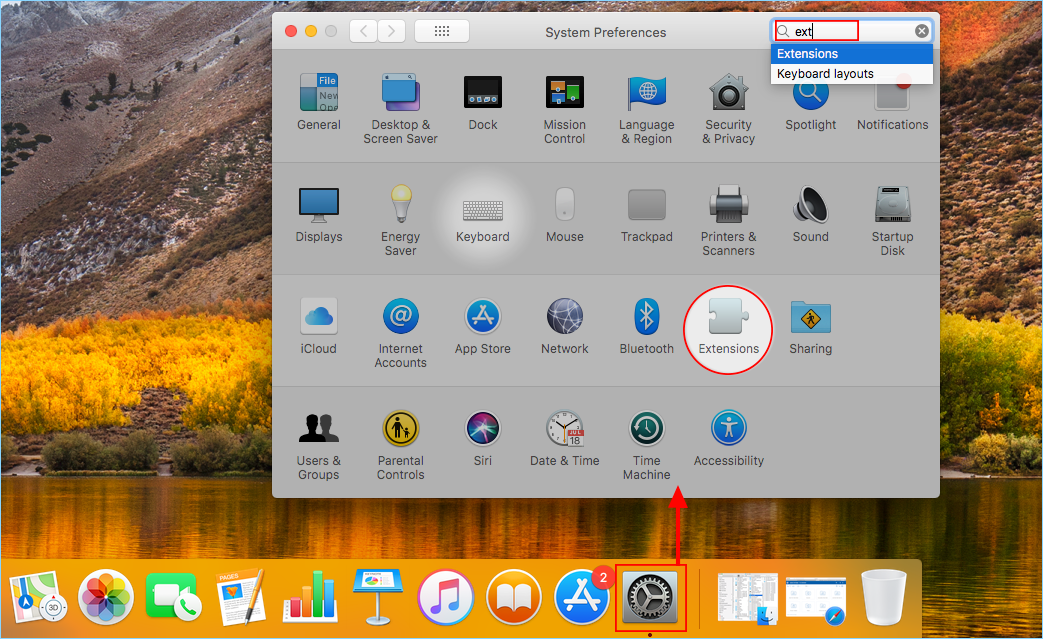 System Preferences
ext
Extensions
Keyboard layouts
File
New
Ope
General
Desktop &
Screen Saver
Dock
Mission
Control
Language
& Region
Security
& Privacy
Spotlight
Notifications
Displays
Energy
Saver
Keyboard
Mouse
Trackpad
Printers &
Scanners
Sound
Startup
Disk
iCloud
@
Internet
Accounts
App Store
Network
Bluetooth
Extensions
Sharing
Users &
Groups
Parental
Controls
Siri
JUL
18
Date & Time
Time
Machine
Accessibility
3D
PAGES
2